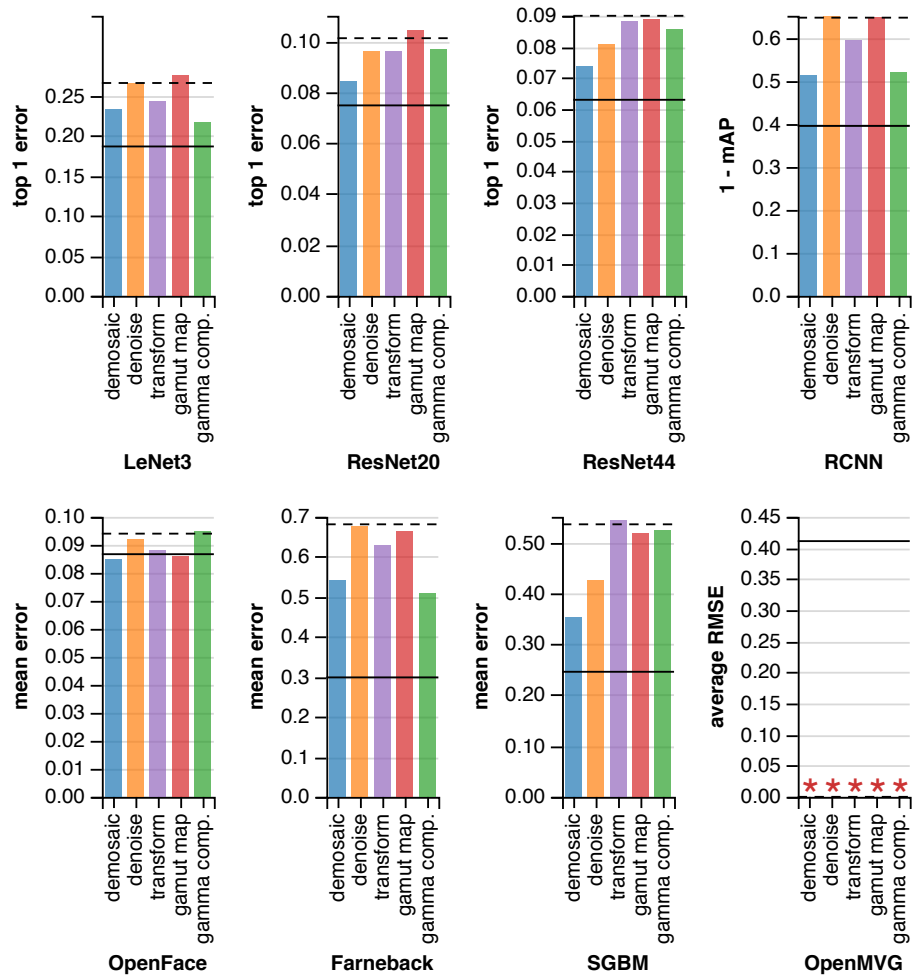 top 1 error
0.25
0.20
0.15
0.10
0.05
0.00
demosaic
denoise
transform
gamut map
gamma comp.
LeNet3
top 1 error
0.10
0.08
0.06
0.04
0.02
0.00
demosaic
denoise
transform
gamut map
gamma comp.
ResNet20
top 1 error
0.09
0.08
0.07
0.06
0.05
0.04
0.03
0.02
0.01
0.00
demosaic
denoise
transform
gamut map
gamma comp.
ResNet44
1 - mAP
0.6
0.5
0.4
0.3
0.2
0.1
0.0
demosaic
denoise
transform
gamut map
gamma comp.
RCNN
mean error
0.10
0.09
0.08
0.07
0.06
0.05
0.04
0.03
0.02
0.01
0.00
demosaic
denoise
transform
gamut map
gamma comp.
OpenFace
mean error
0.7
0.6
0.5
0.4
0.3
0.2
0.1
0.0
demosaic
denoise
transform
gamut map
gamma comp.
Farneback
mean error
0.50
0.40
0.30
0.20
0.10
0.00
demosaic
denoise
transform
gamut map
gamma comp.
SGBM
average RMSE
0.45
0.40
0.35
0.30
0.25
0.20
0.15
0.10
0.05
0.00
* * * * *
demosaic
denoise
transform
gamut map
gamma comp.
OpenMVG